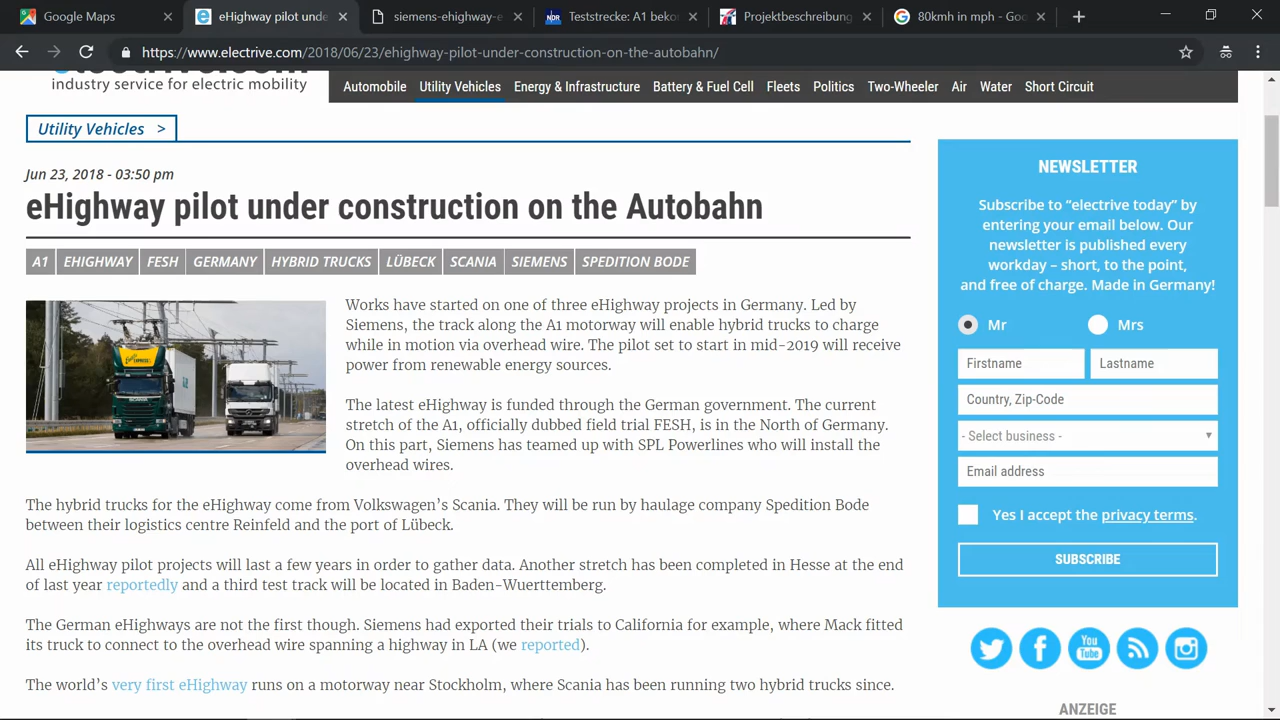 Google Maps
eHighway pilot unde
siemens-ehighway-e
Teststrecke: A1 beko
Projektbeschreibung
80kmh in mph - Goo
https://www.electrive.com/2018/06/23/ehighway-pilot-under-construction-on-the-autobahn/
industry service for electric mobility
Automobile Utility Vehicles Energy & Infrastructure Battery & Fuel Cell Fleets Politics Two-Wheeler Air Water Short Circuit
Utility Vehicles >
Jun 23, 2018 - 03:50 pm
eHighway pilot under construction on the Autobahn
A1 EHIGHWAY FESH GERMANY HYBRID TRUCKS LÜBECK SCANIA SIEMENS SPEDITION BODE
Works have started on one of three eHighway projects in Germany. Led by
Siemens, the track along the A1 motorway will enable hybrid trucks to charge
while in motion via overhead wire. The pilot set to start in mid-2019 will receive
power from renewable energy sources.
The latest eHighway is funded through the German government. The current
stretch of the A1, officially dubbed field trial FESH, is in the North of Germany.
On this part, Siemens has teamed up with SPL Powerlines who will install the
overhead wires.
The hybrid trucks for the eHighway come from Volkswagen's Scania. They will be run by haulage company Spedition Bode
between their logistics centre Reinfeld and the port of Lübeck.
All eHighway pilot projects will last a few years in order to gather data. Another stretch has been completed in Hesse at the end
of last year reportedly and a third test track will be located in Baden-Wuerttemberg.
The German eHighways are not the first though. Siemens had exported their trials to California for example, where Mack fitted
its truck to connect to the overhead wire spanning a highway in LA (we reported).
The world's very first eHighway runs on a motorway near Stockholm, where Scania has been running two hybrid trucks since.
NEWSLETTER
Subscribe to “electrive today” by
entering your email below. Our
newsletter is published every
workday – short, to the point,
and free of charge. Made in Germany!
Mr Mrs
Firstname Lastname
Country, Zip-Code
- Select business -
Email address
Yes I accept the privacy terms.
SUBSCRIBE
You Tube
ANZEIGE